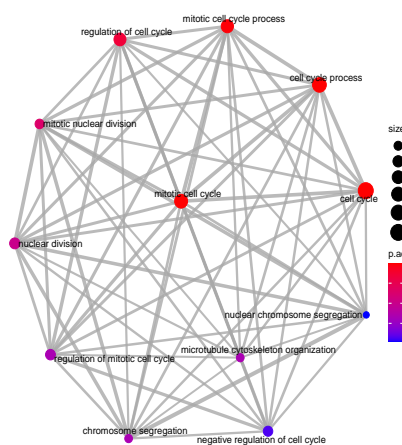 mitotic cell cycle process
regulation of cell cycle
cell cycle process
size
mitotic nuclear division
mitotic cell cycle
cell cycle
nuclear division
p.ad
nuclear chromosome segregation
microtubule cytoskeleton organization
regulation of mitotic cell cycle
chromosome segregation
negative regulation of cell cycle